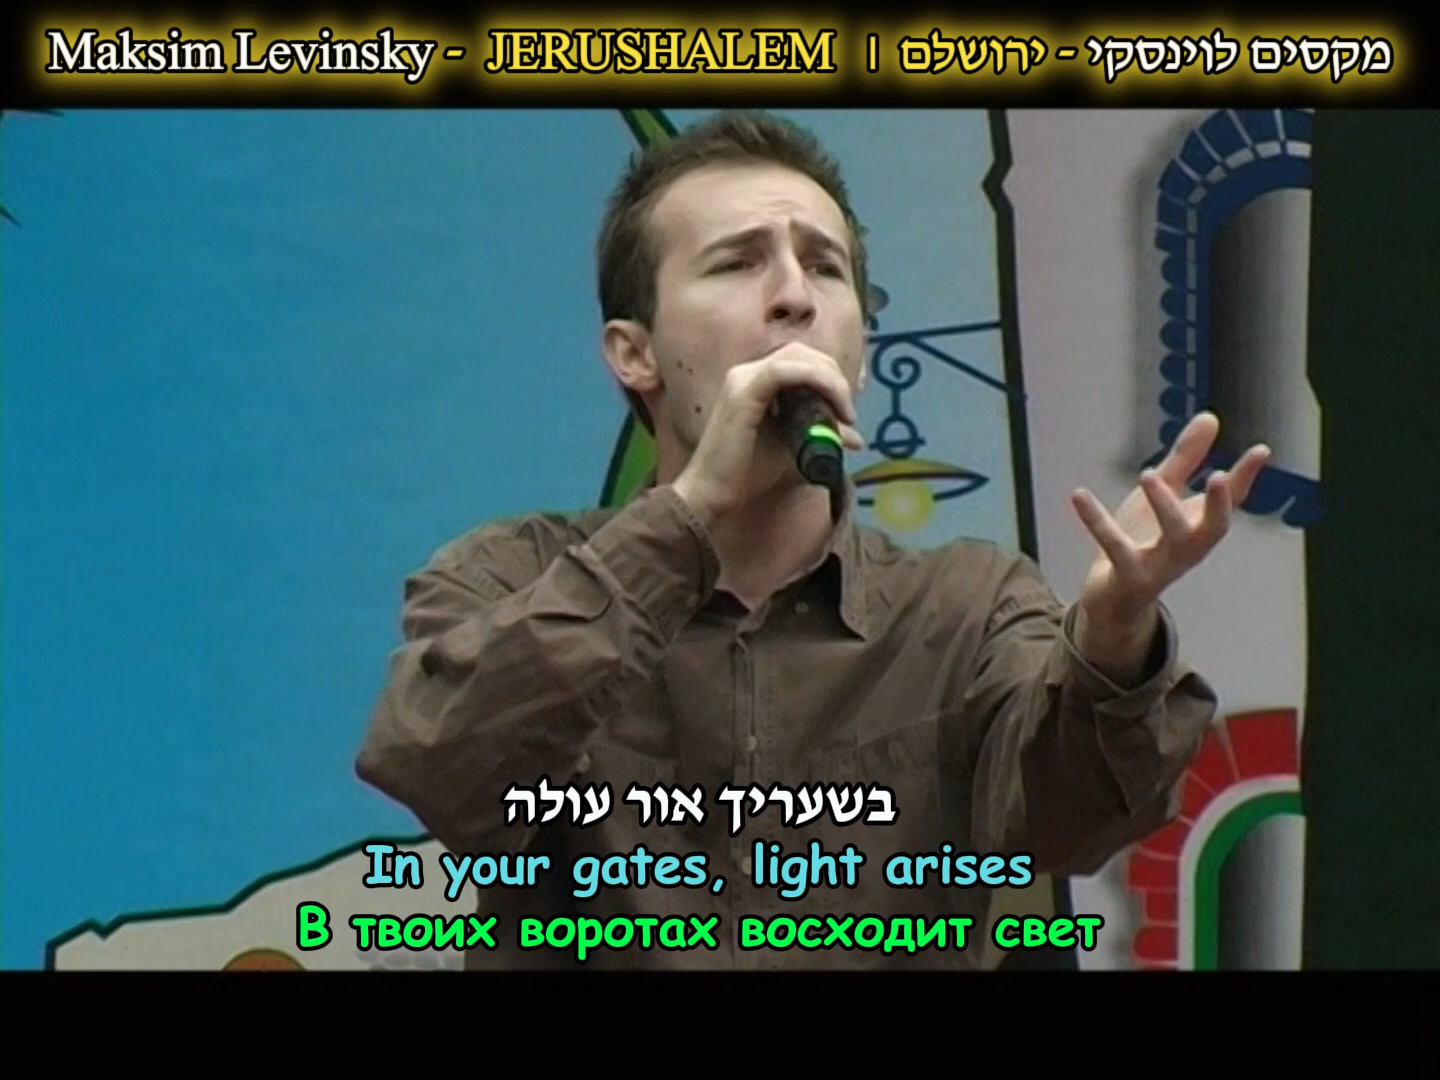 Maksim Levinsky - JERUSHALEM | מקסים לוינסקי - ירושלם
בשעריך אור עולה
In your gates, light arises
В твоих воротах восходит свет